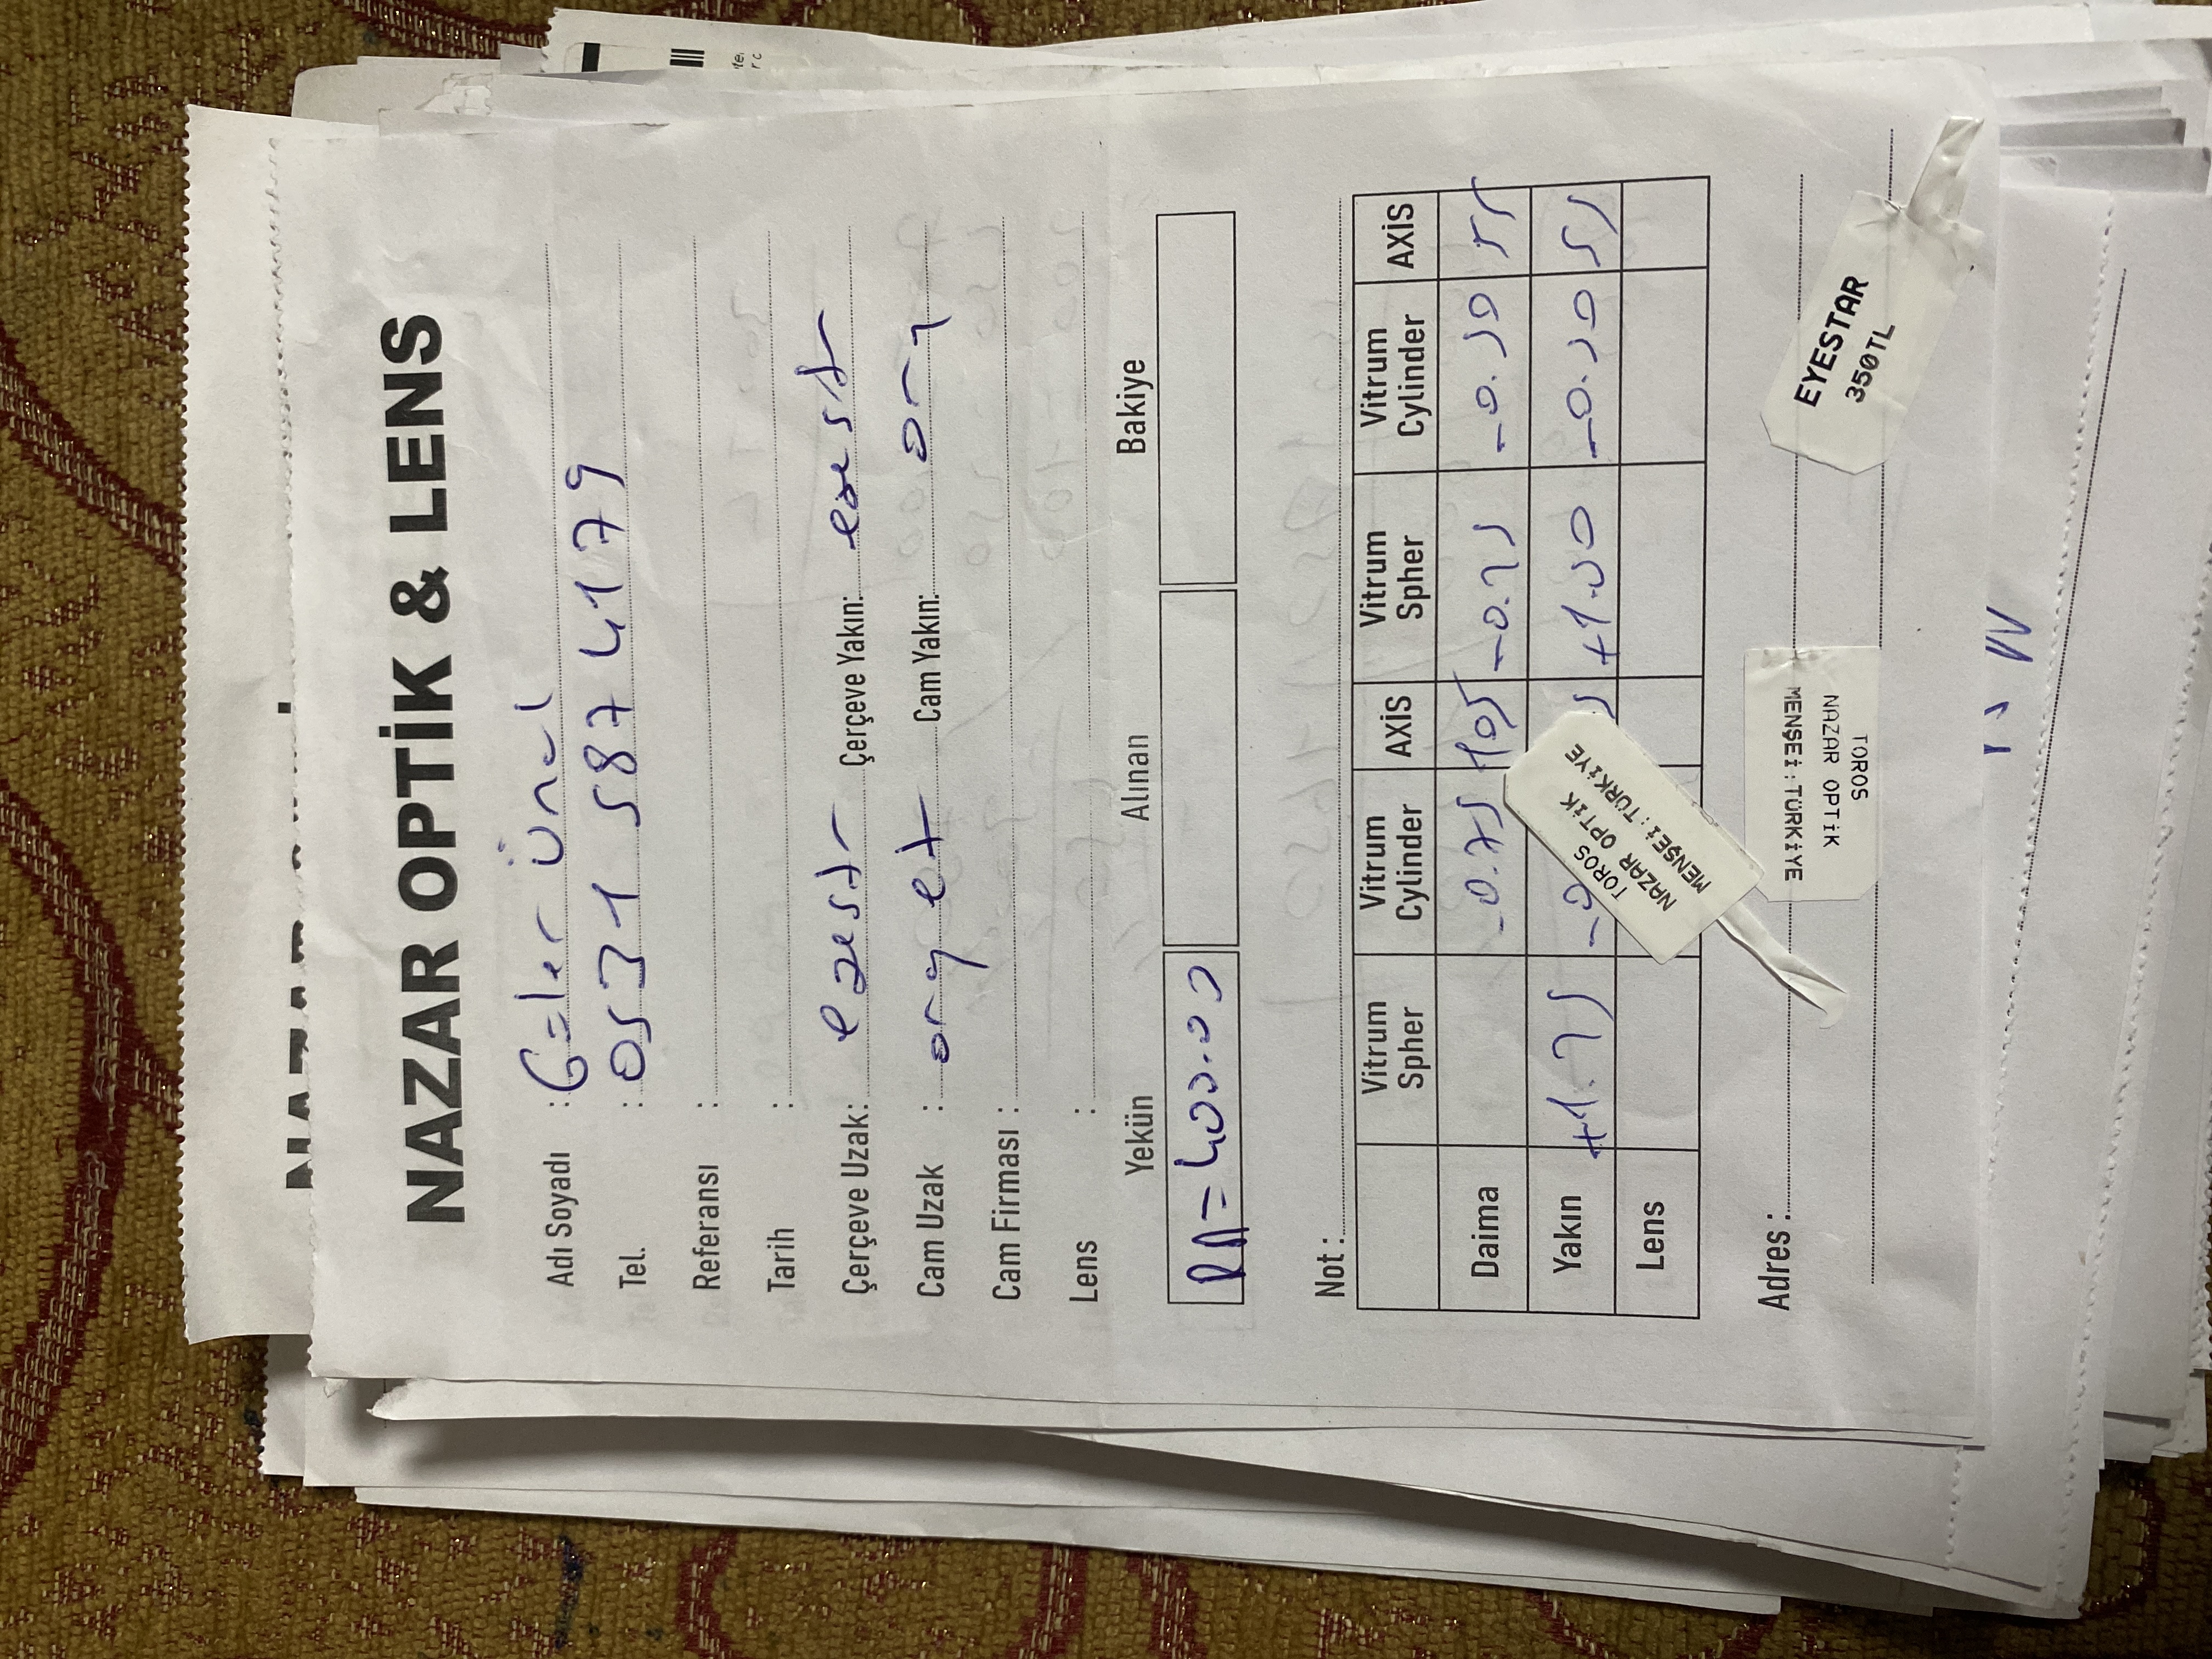 NAZAR OPTİK & LENS
Adı Soyadı : Güler Ünal
Tel. : 0531 587 4179
Referansı :
Tarih :
Çerçeve Uzak: Çerçeve Yakın:
Cam Uzak : org et Cam Yakın: org
Cam Firması :
Lens :
Yekün Alınan Bakiye
RA=400.00
Not :
Vitrum Spher Vitrum Cylinder AXİS Vitrum Spher Vitrum Cylinder AXİS
Daima -0.75 105 -0.75 -0.50 55
Yakın +1.75 -0 5 +1.00 -0.50 55
Lens
TOROS
NAZAR OPTİK
MENŞEİ:TÜRKİYE
Adres :
TOROS
NAZAR OPTİK
MENŞEİ:TÜRKİYE
EYESTAR
350TL